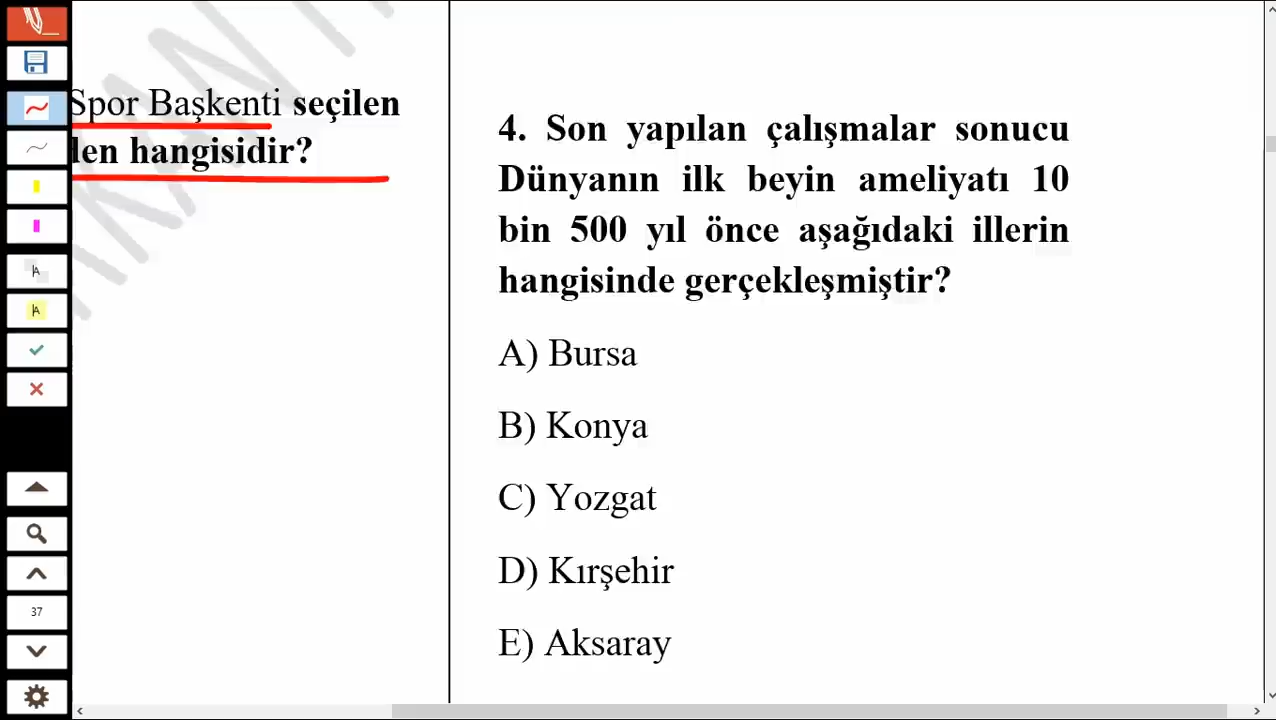 Spor Başkenti seçilen
den hangisidir?
4. Son yapılan çalışmalar sonucu
Dünyanın ilk beyin ameliyatı 10
bin 500 yıl önce aşağıdaki illerin
hangisinde gerçekleşmiştir?
A) Bursa
B) Konya
C) Yozgat
D) Kırşehir
E) Aksaray
37